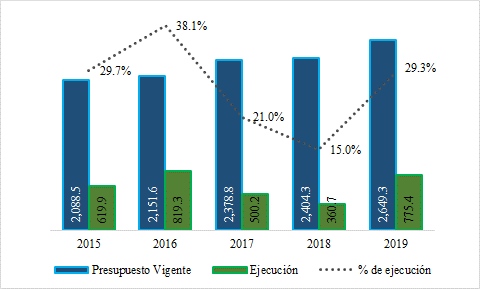 38.1%
29.7%
29.3%
21.0%
15.0%
2,088.5 619.9 2,151.6 819.3 2,378.8 500.2 2,404.3 360.7 2,649.3 775.4
2015 2016 2017 2018 2019
Presupuesto Vigente Ejecución % de ejecución